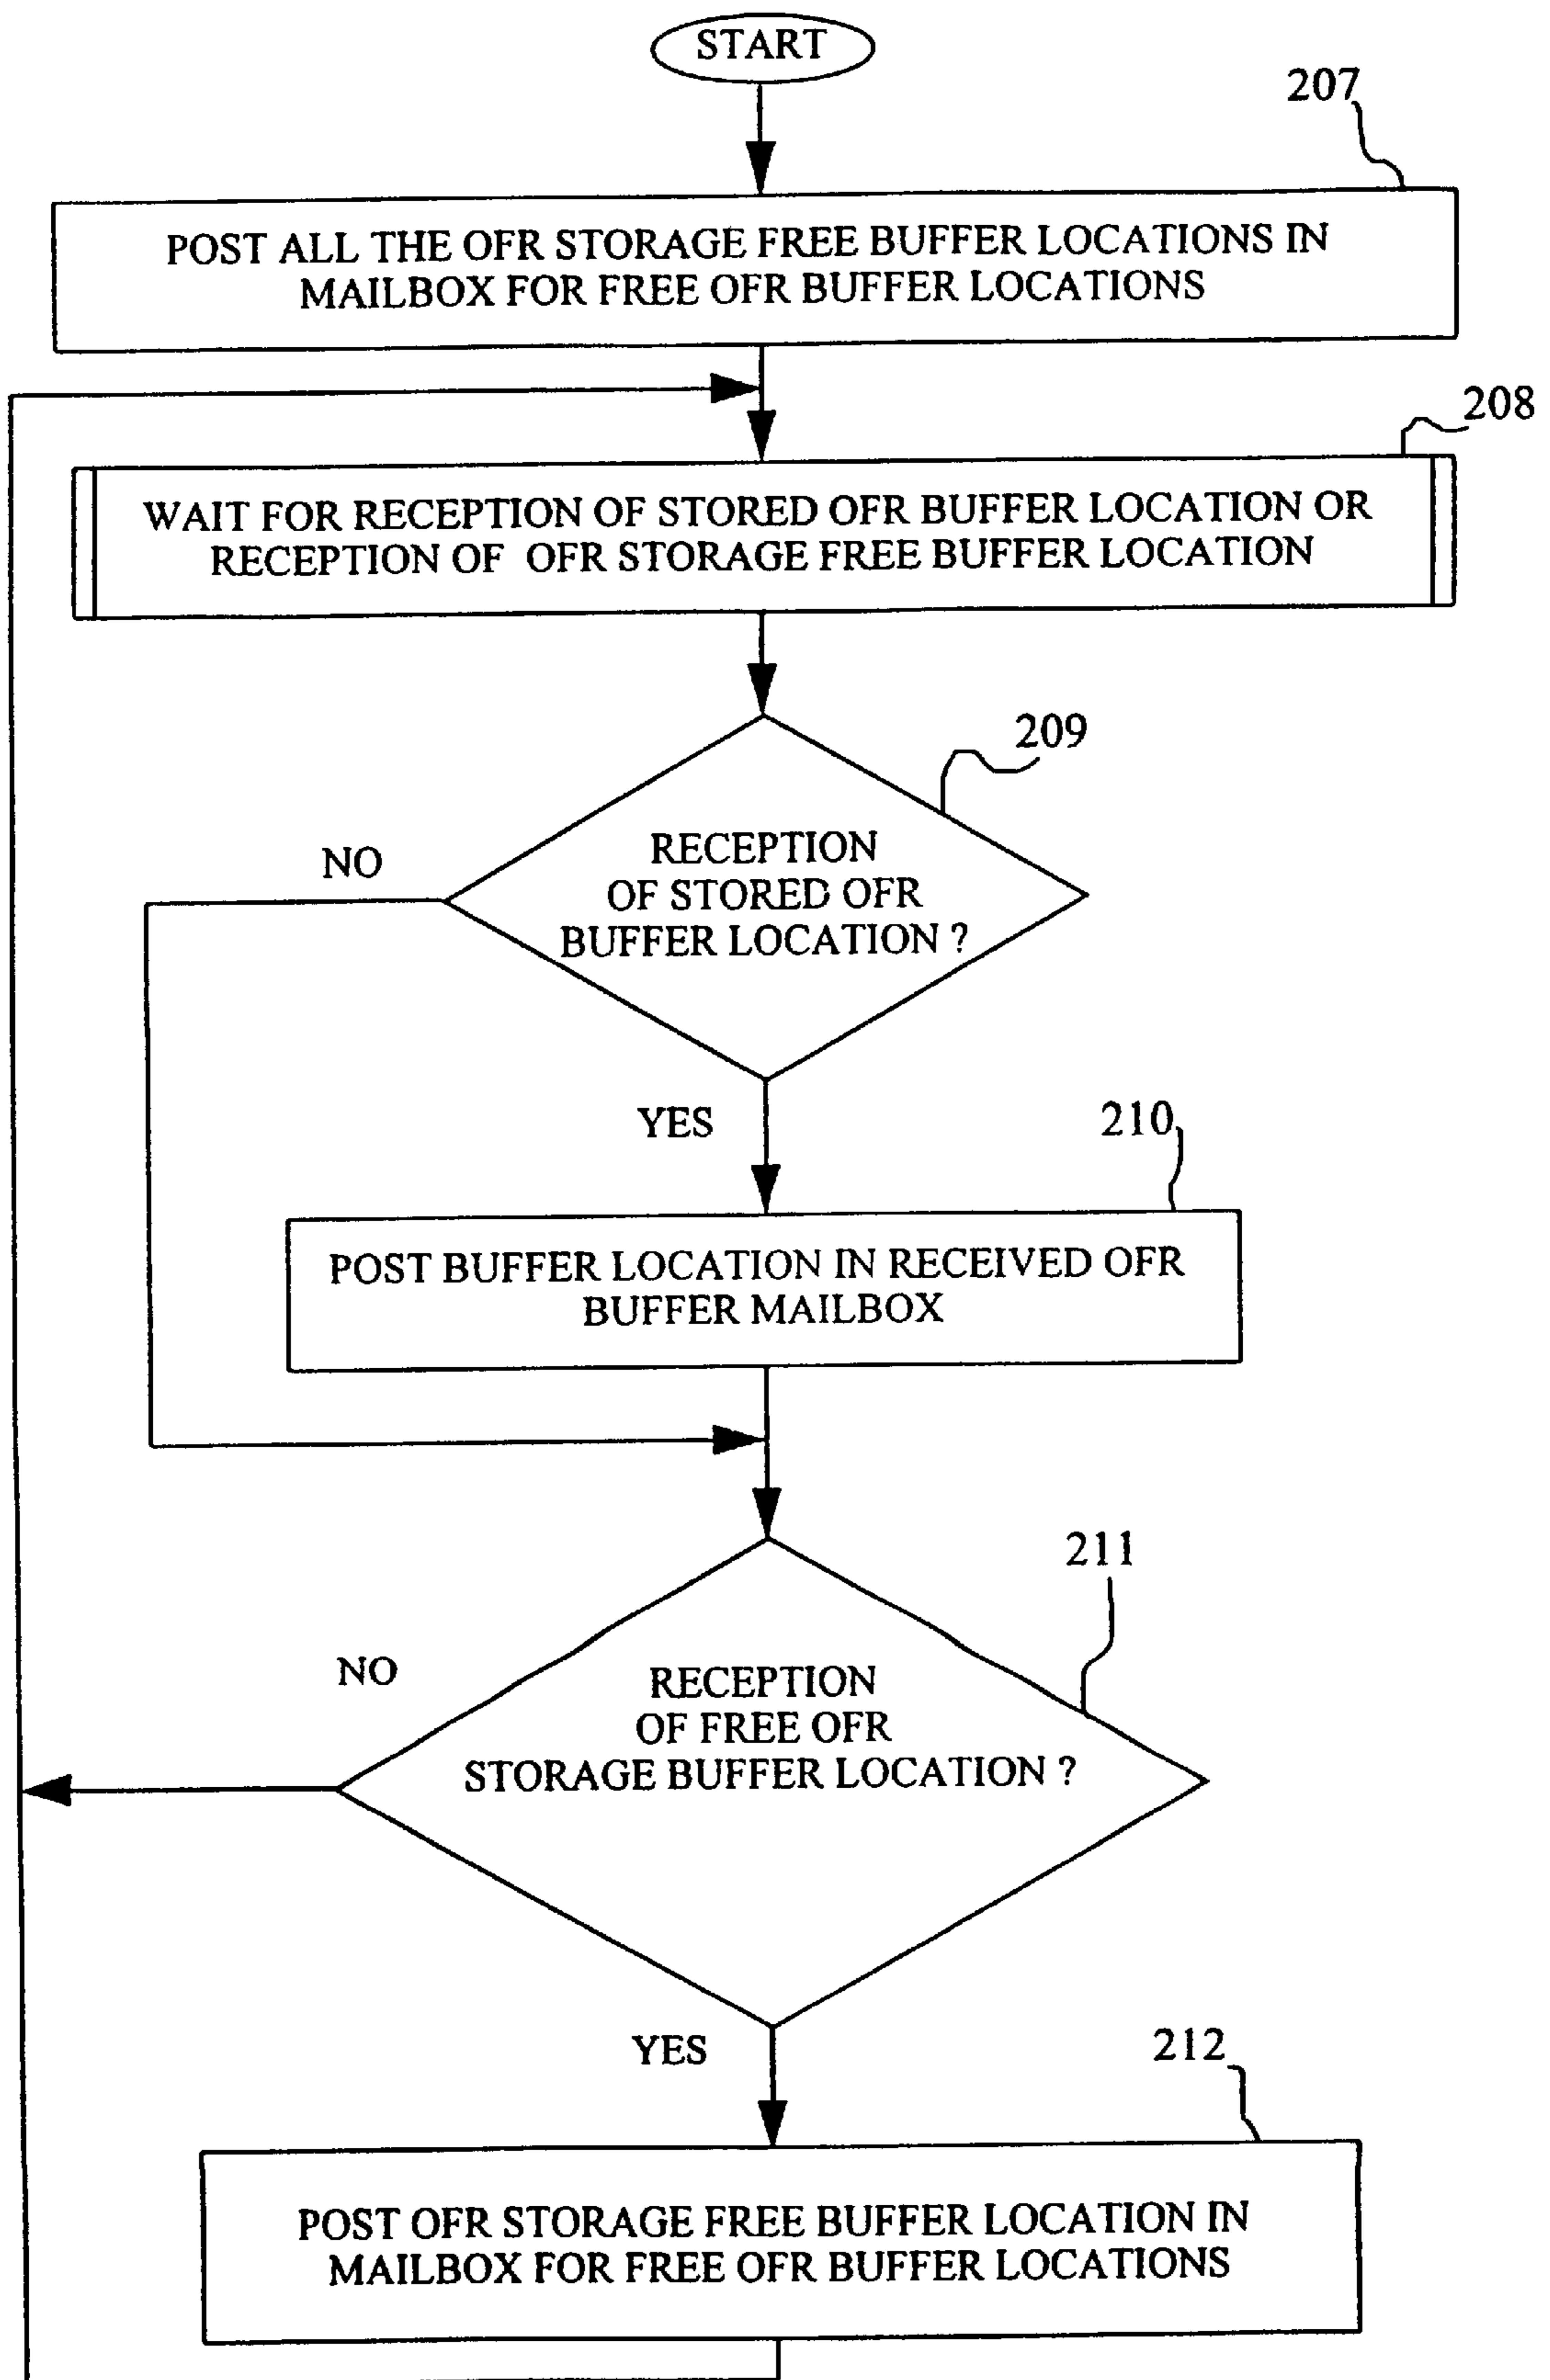 START
207
POST ALL THE OFR STORAGE FREE BUFFER LOCATIONS IN
MAILBOX FOR FREE OFR BUFFER LOCATIONS
208
WAIT FOR RECEPTION OF STORED OFR BUFFER LOCATION OR
RECEPTION OF OFR STORAGE FREE BUFFER LOCATION
209
NO
RECEPTION
OF STORED OFR
BUFFER LOCATION ?
YES
210
POST BUFFER LOCATION IN RECEIVED OFR
BUFFER MAILBOX
211
NO
RECEPTION
OF FREE OFR
STORAGE BUFFER LOCATION ?
YES
212
POST OFR STORAGE FREE BUFFER LOCATION IN
MAILBOX FOR FREE OFR BUFFER LOCATIONS